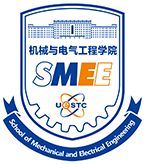 机械与电气工程学院
SMEE
UESTC
School of Mechanical and Electrical Engineering